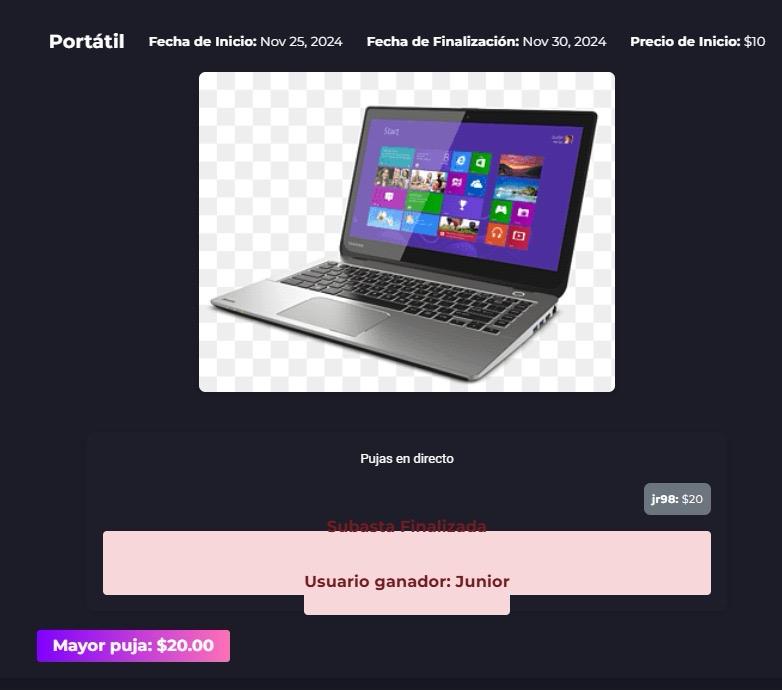 Portátil Fecha de Inicio: Nov 25, 2024 Fecha de Finalización: Nov 30, 2024 Precio de Inicio: $10
Start
Pujas en directo
jr98: $20
Subasta Finalizada
Usuario ganador: Junior
Mayor puja: $20.00